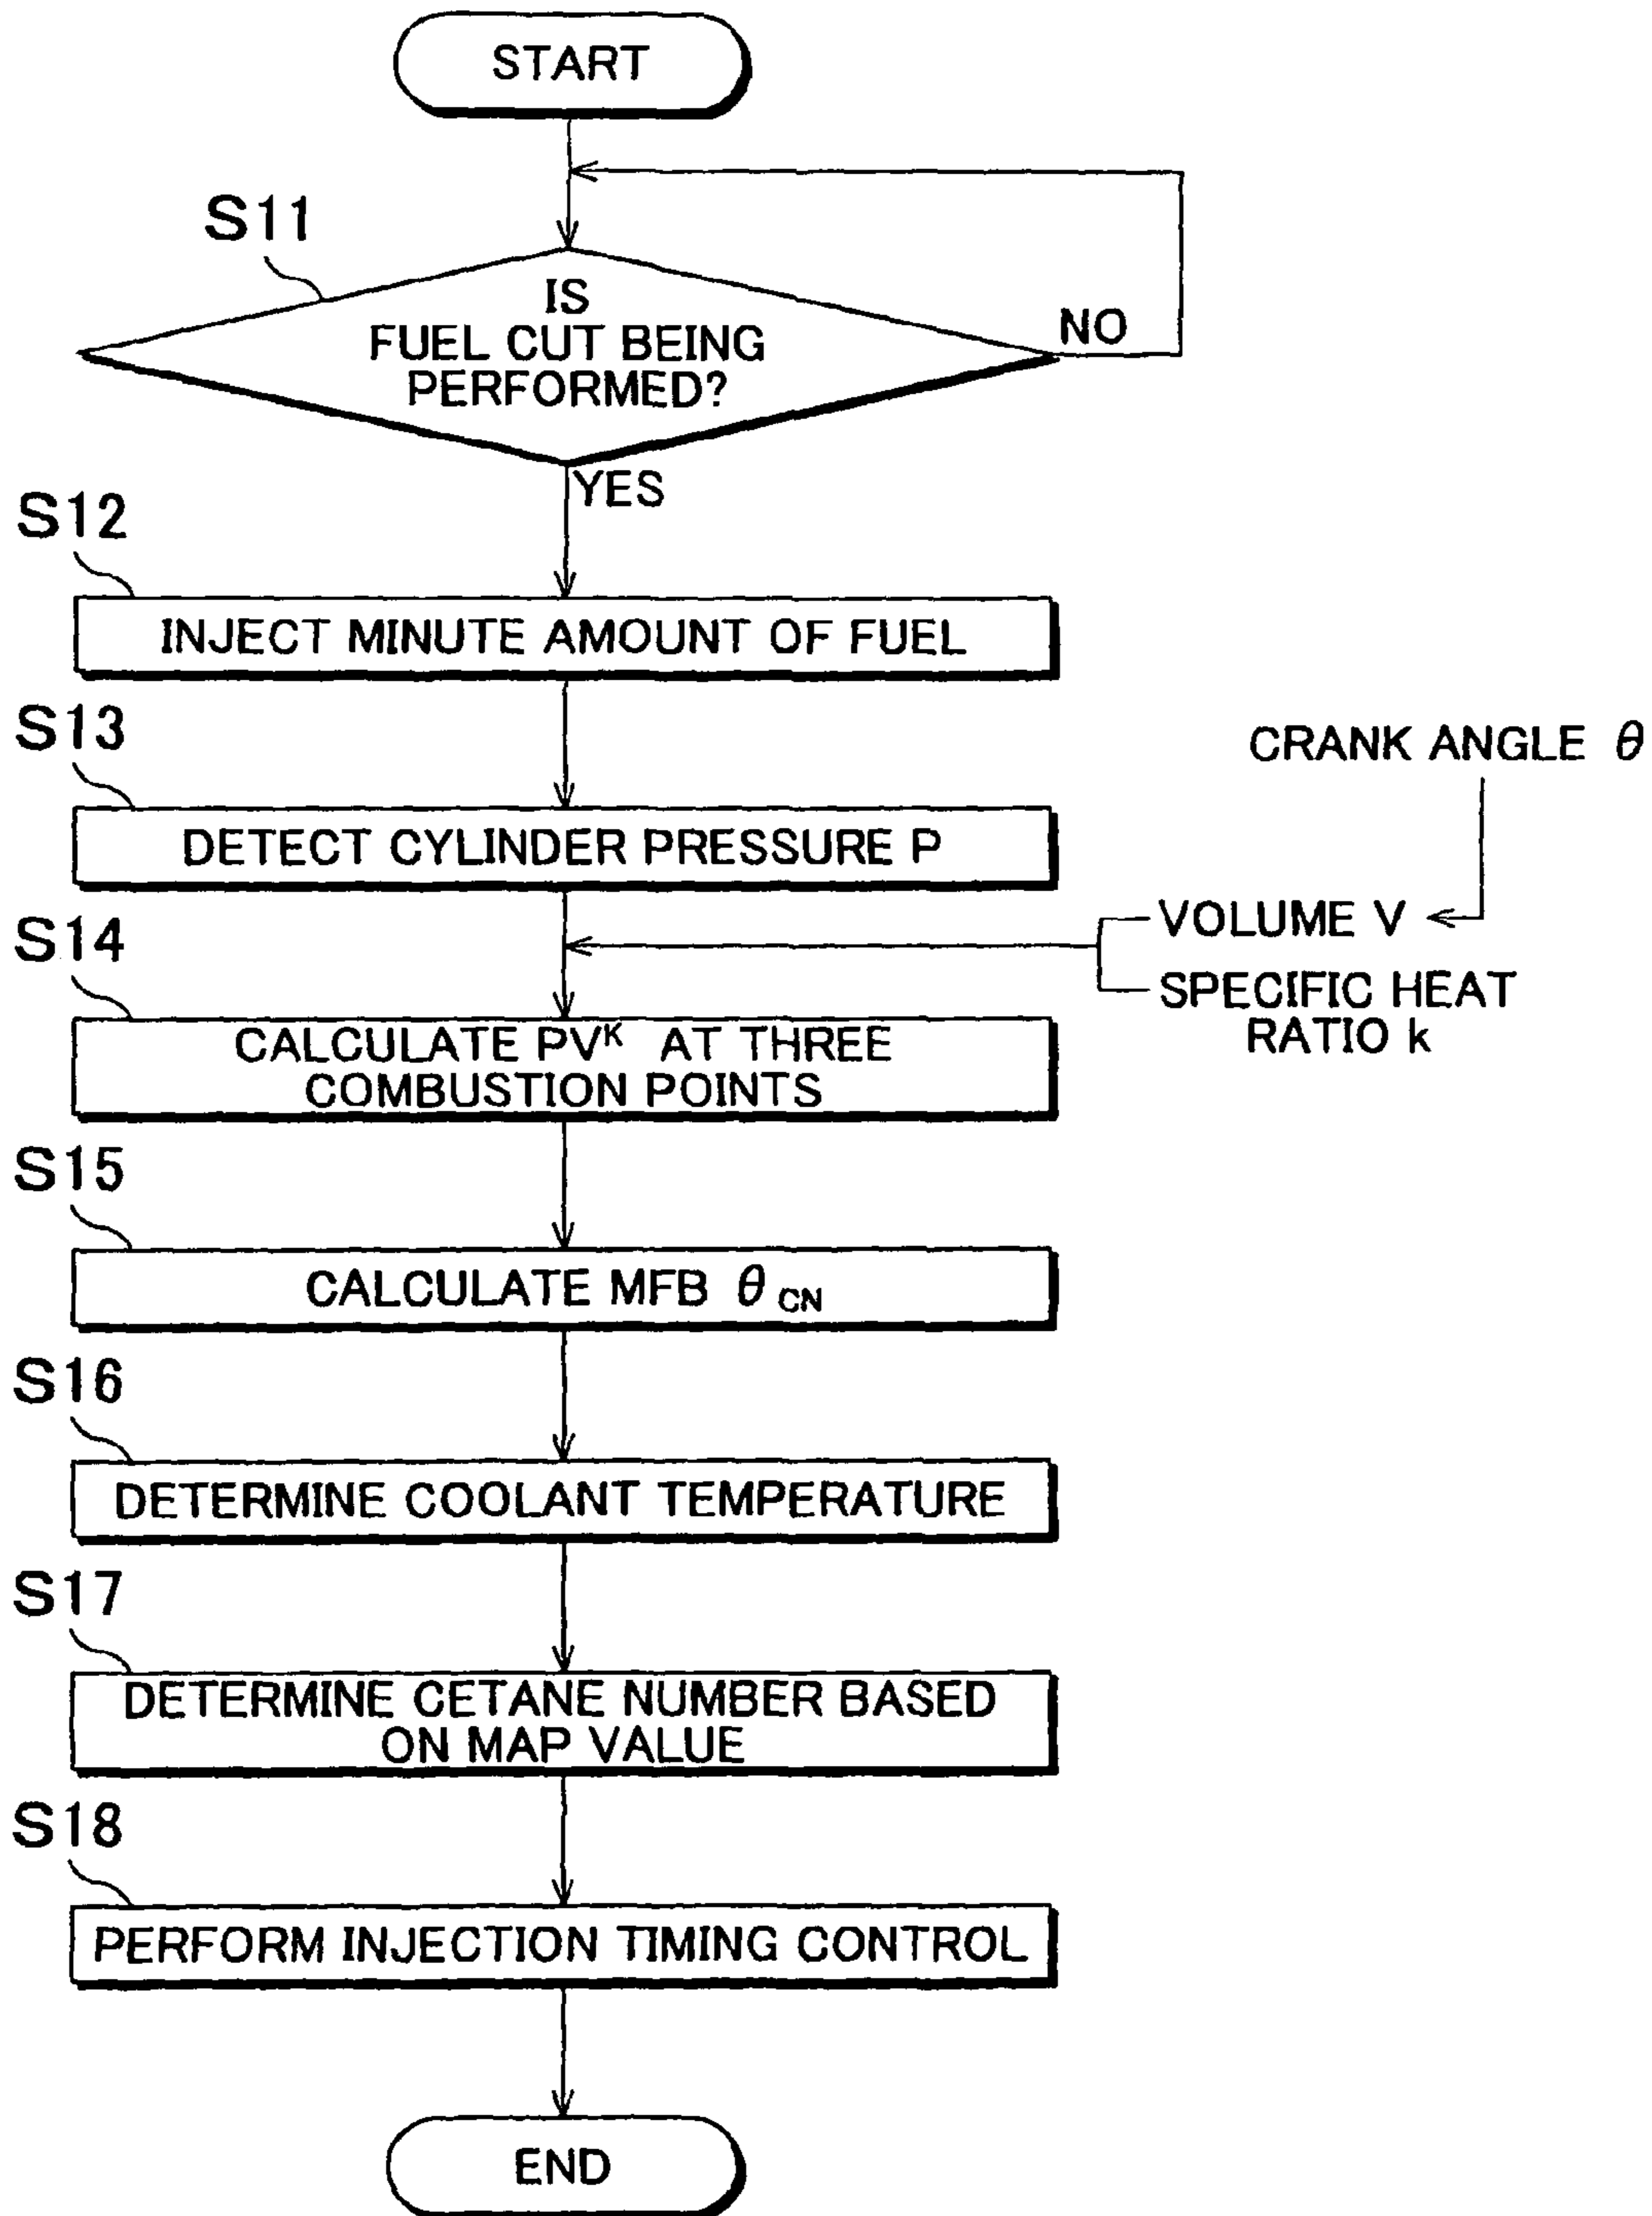 START
S11
IS
FUEL CUT BEING
PERFORMED?
NO
YES
S12
INJECT MINUTE AMOUNT OF FUEL
S13
CRANK ANGLE θ
DETECT CYLINDER PRESSURE P
VOLUME V
S14
SPECIFIC HEAT
RATIO k
CALCULATE PVᴷ AT THREE
COMBUSTION POINTS
S15
CALCULATE MFB θ CN
S16
DETERMINE COOLANT TEMPERATURE
S17
DETERMINE CETANE NUMBER BASED
ON MAP VALUE
S18
PERFORM INJECTION TIMING CONTROL
END